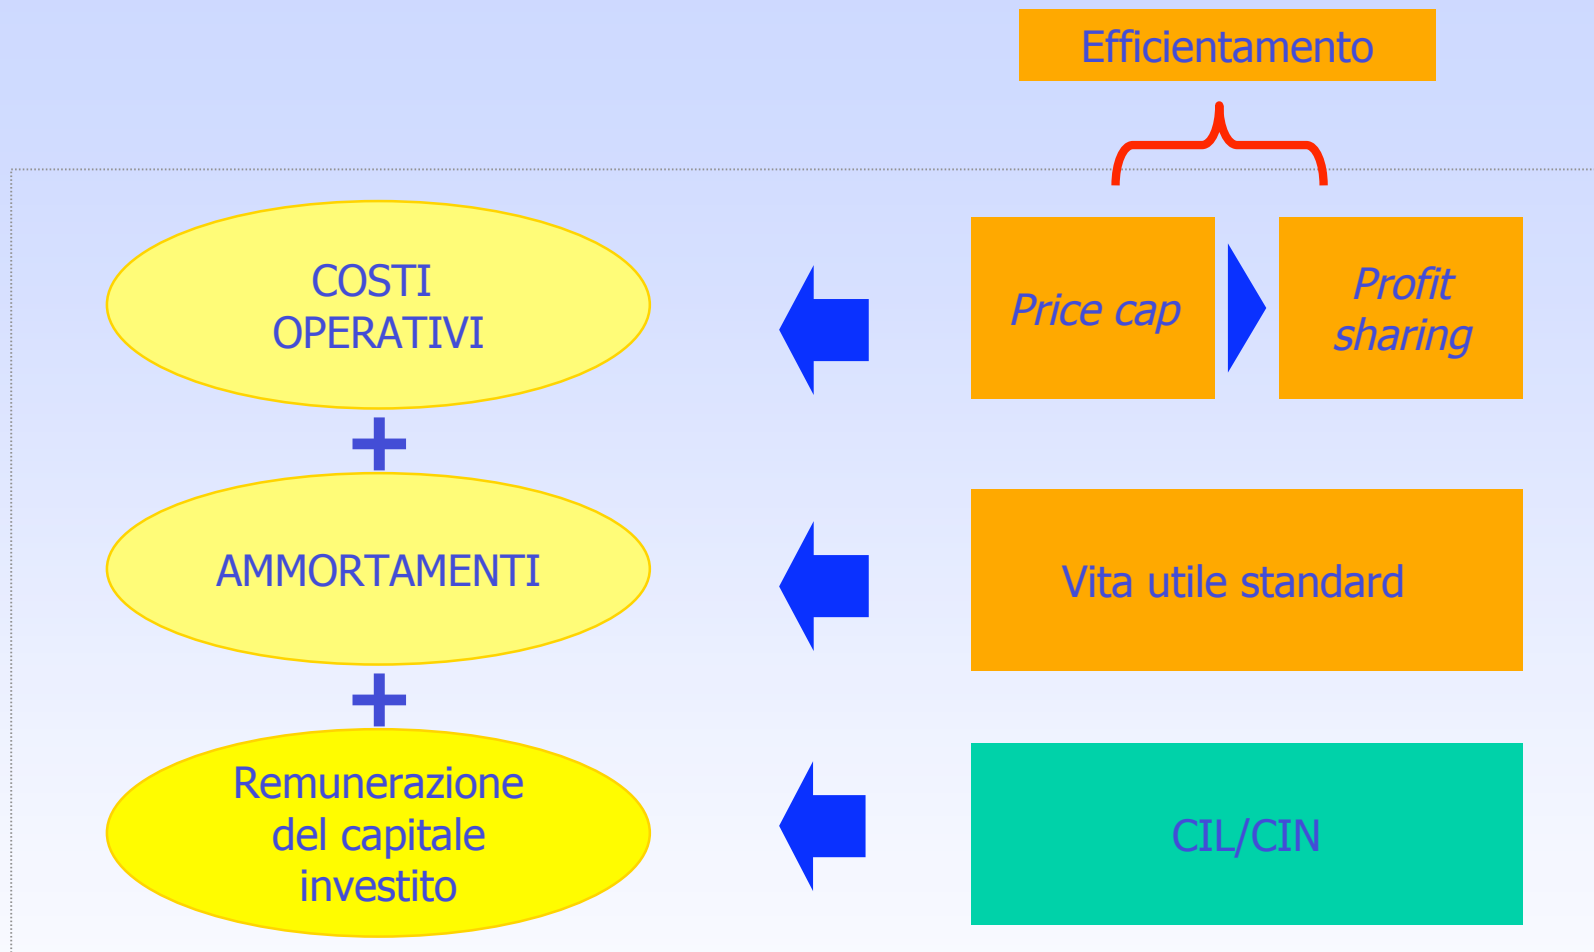 Efficientamento
COSTI
OPERATIVI
Price cap
Profit
sharing
+
AMMORTAMENTI
Vita utile standard
+
Remunerazione
del capitale
investito
CIL/CIN